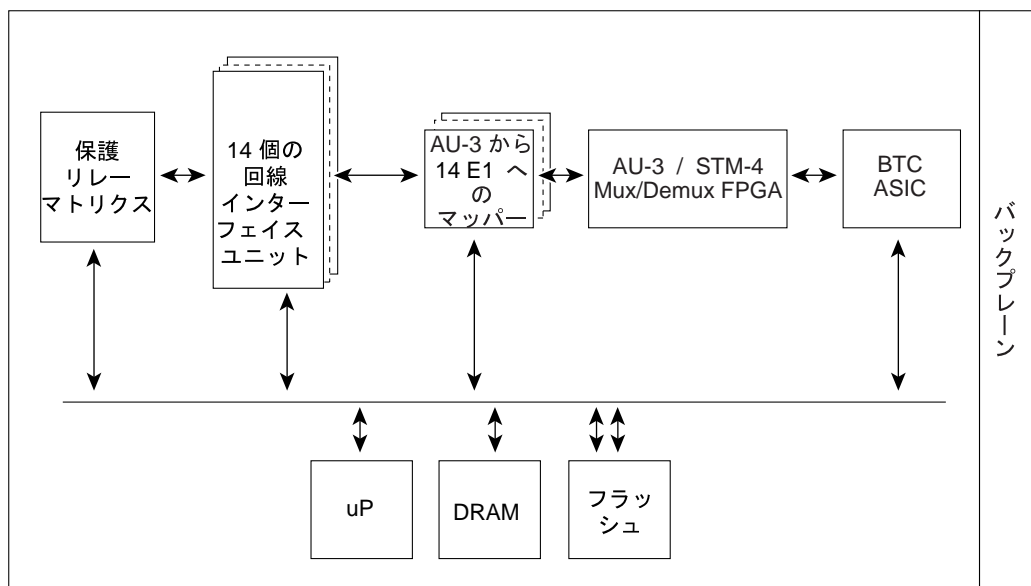 保護
リレー
マトリクス
14 個の
回線
インター
フェイス
ユニット
AU-3 から
14 E1 へ
の
マッパー
AU-3 / STM-4
Mux/Demux FPGA
BTC
ASIC
バックプレーン
uP
DRAM
フラッ
シュ